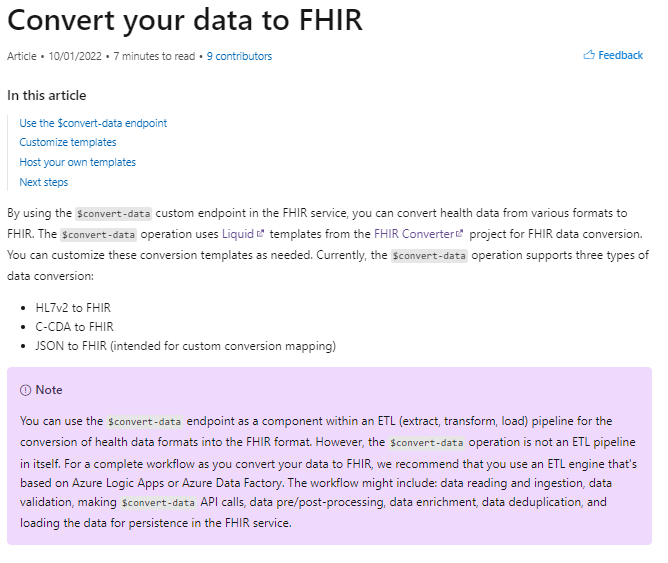 Convert your data to FHIR
Article • 10/01/2022 • 7 minutes to read • 9 contributors
Feedback
In this article
Use the $convert-data endpoint
Customize templates
Host your own templates
Next steps
By using the $convert-data custom endpoint in the FHIR service, you can convert health data from various formats to
FHIR. The $convert-data operation uses Liquid templates from the FHIR Converter project for FHIR data conversion.
You can customize these conversion templates as needed. Currently, the $convert-data operation supports three types of
data conversion:
• HL7v2 to FHIR
• C-CDA to FHIR
• JSON to FHIR (intended for custom conversion mapping)
Note
You can use the $convert-data endpoint as a component within an ETL (extract, transform, load) pipeline for the
conversion of health data formats into the FHIR format. However, the $convert-data operation is not an ETL pipeline
in itself. For a complete workflow as you convert your data to FHIR, we recommend that you use an ETL engine that's
based on Azure Logic Apps or Azure Data Factory. The workflow might include: data reading and ingestion, data
validation, making $convert-data API calls, data pre/post-processing, data enrichment, data deduplication, and
loading the data for persistence in the FHIR service.